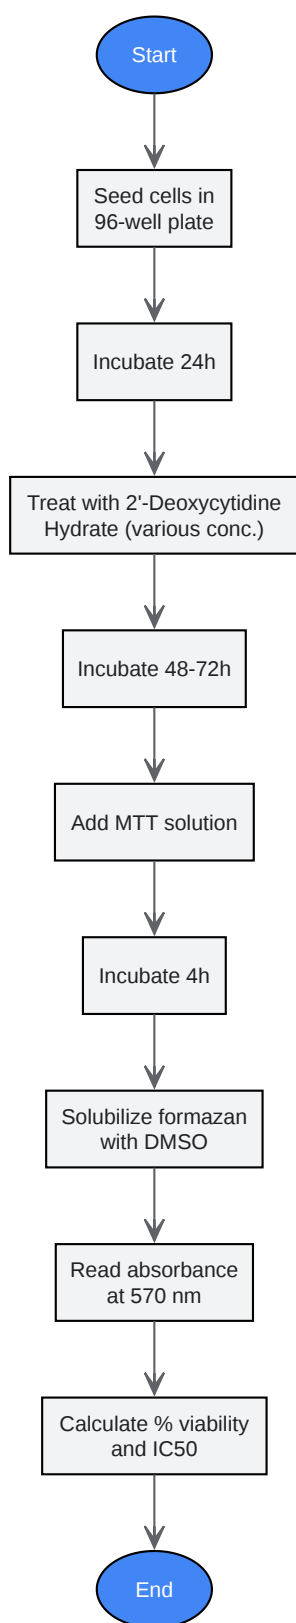 Start
Seed cells in
96-well plate
Incubate 24h
Treat with 2'-Deoxycytidine
Hydrate (various conc.)
Incubate 48-72h
Add MTT solution
Incubate 4h
Solubilize formazan
with DMSO
Read absorbance
at 570 nm
Calculate % viability
and IC50
End